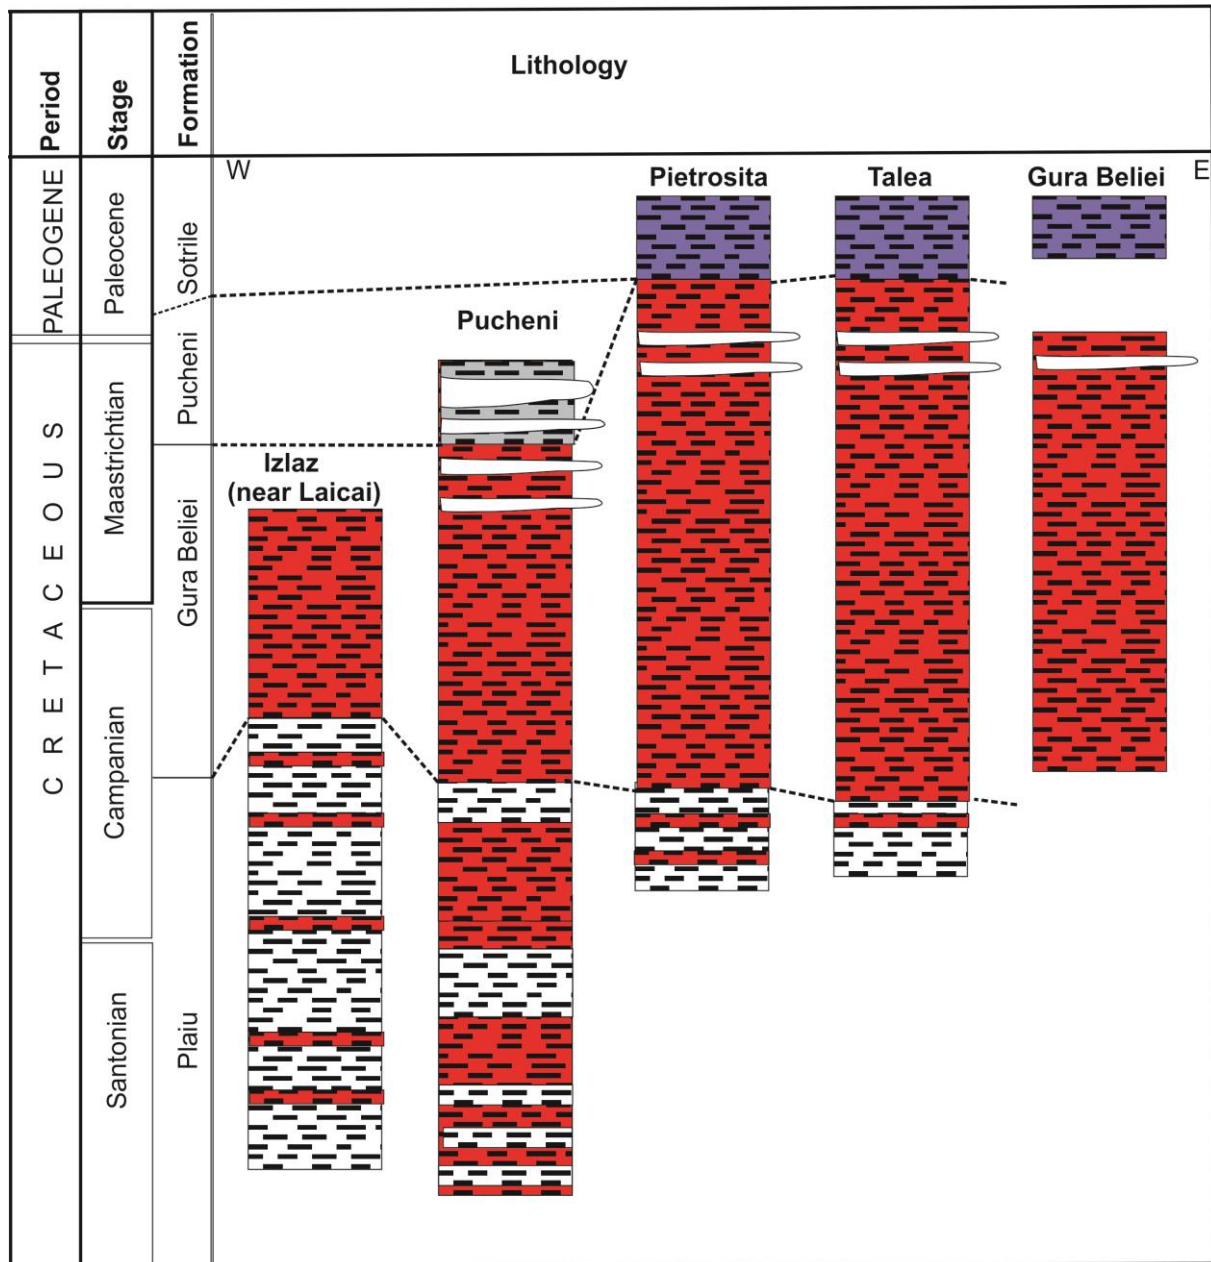 Period
Stage
Formation
Lithology
W
E
PALEOGENE
Paleocene
Sotrile
Pietrosita
Talea
Gura Beliei
Pucheni
Pucheni
CRETACEOUS
Maastrichtian
Izlaz
(near Laicai)
Gura Beliei
Campanian
Santonian
Plaiu